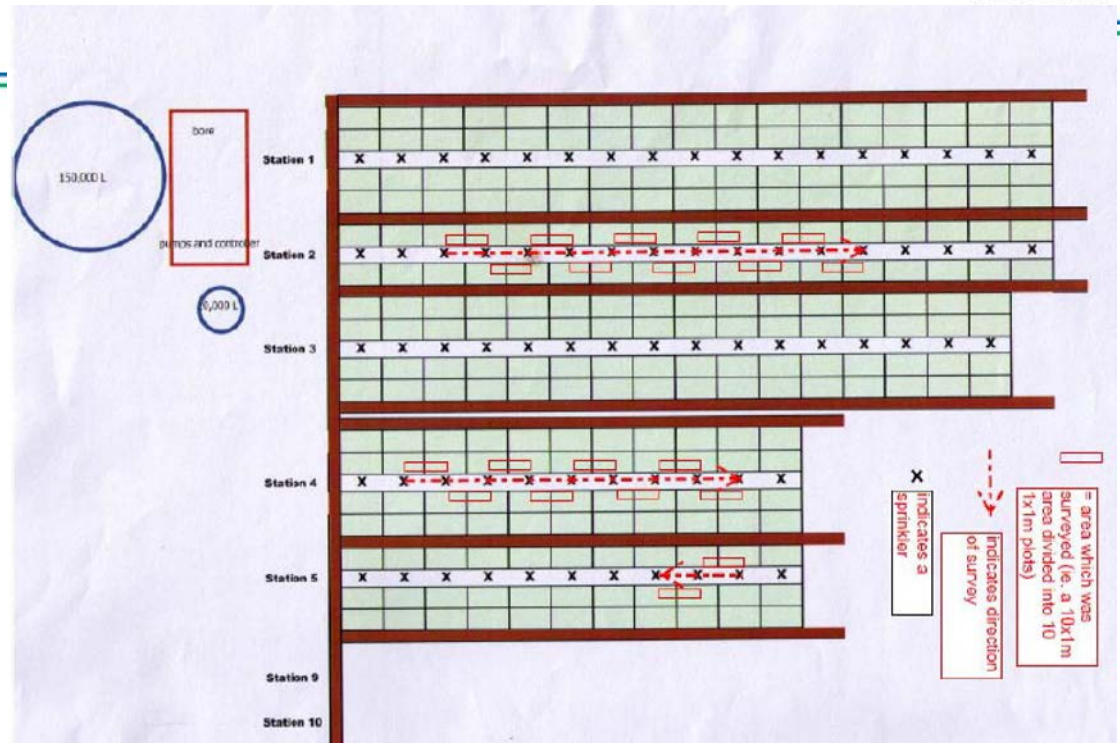 bore
150,000 L
pumps and controller
Station 1
Station 2
Station 3
Station 4
Station 5
Station 9
Station 10
X
indicates a
sprinkler
indicates direction
of survey
= area which was
surveyed (ie. a 10x1m
area divided into 10
1x1m plots)